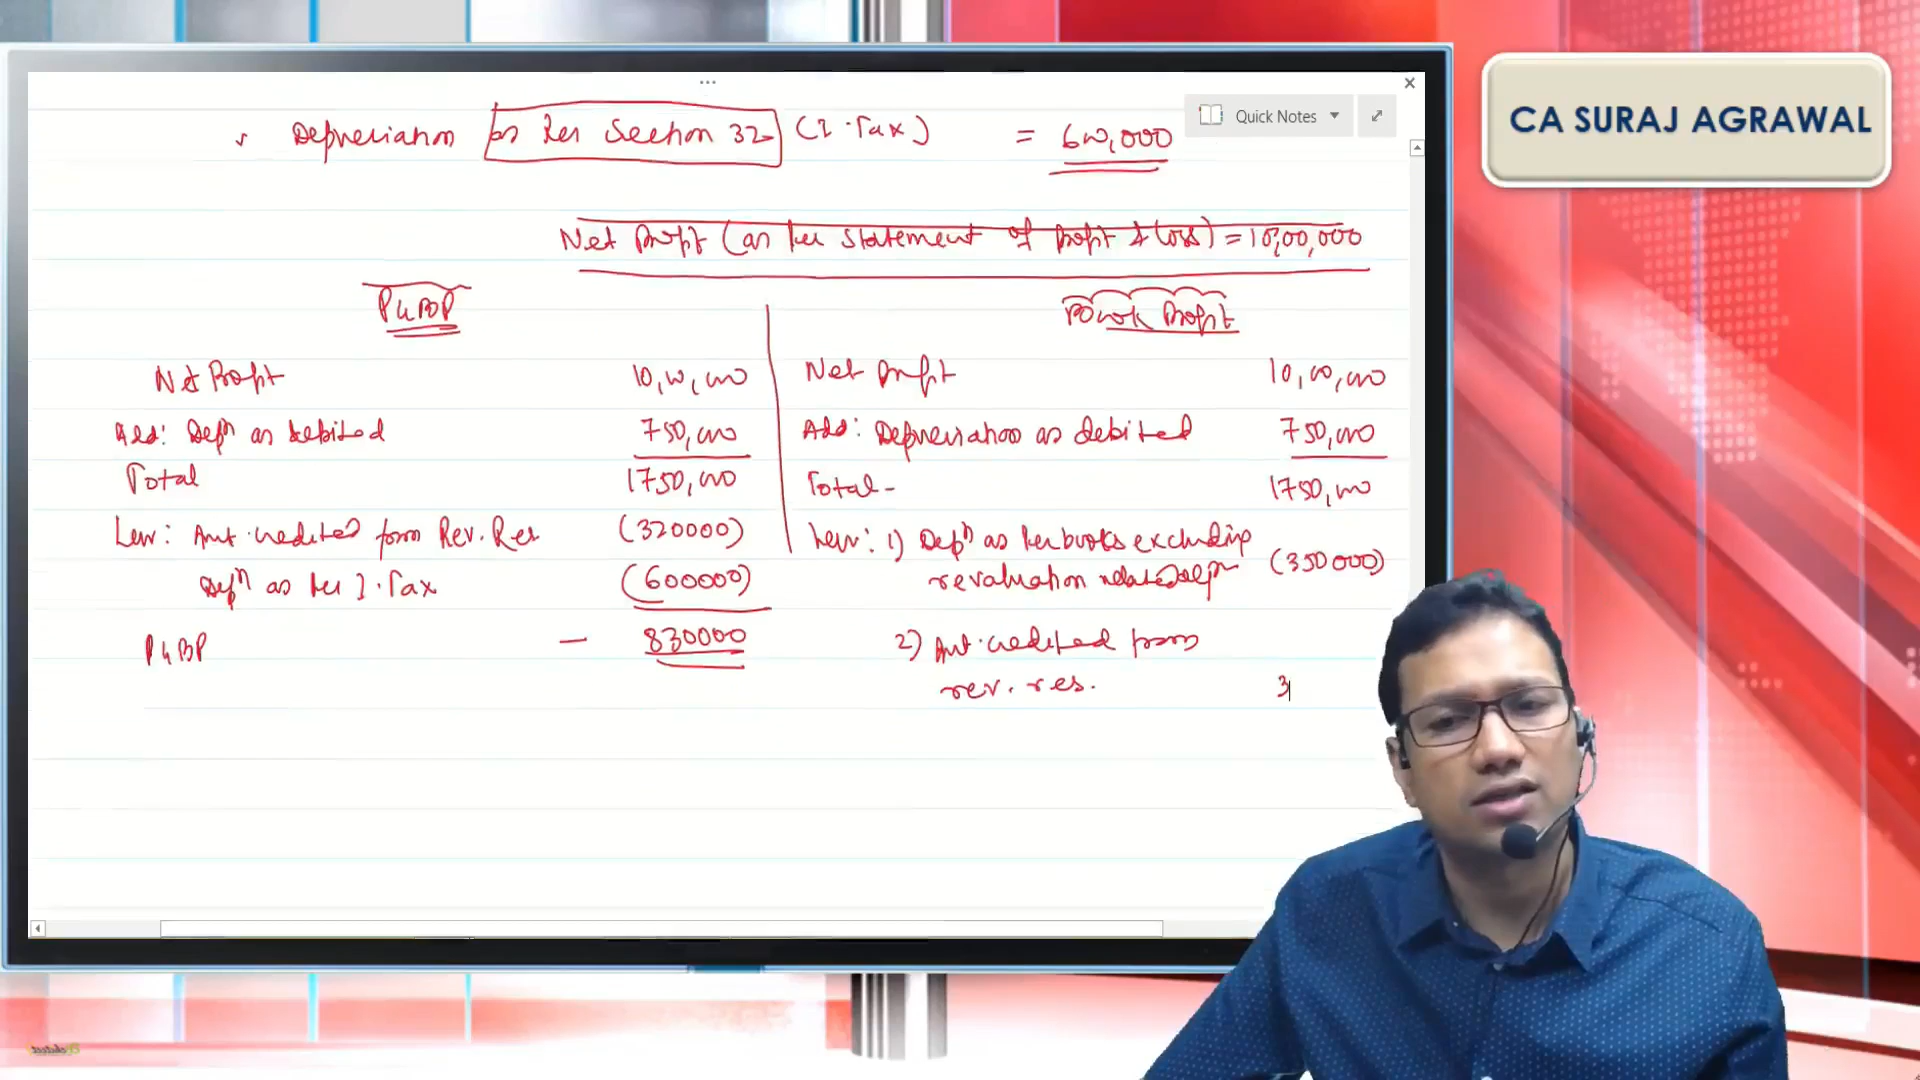 Quick Notes
CA SURAJ AGRAWAL
Depreciation as per Section 32 (I.Tax) = 600,000
Net Profit (as per statement of Profit & Loss) = 10,00,000
PGBP
Net Profit 10,00,000
Add: Depn as debited 750,000
Total 1750,000
Less: Amt. credited from Rev. Res (320000)
Depn as per I.Tax (600000)
PGBP — 830000
Book Profit
Net Profit 10,00,000
Add: Depreciation as debited 750,000
Total - 1750,000
Less: 1) Depn as per books excluding
revaluation related depn (350000)
2) Amt. credited from
rev. res. 3